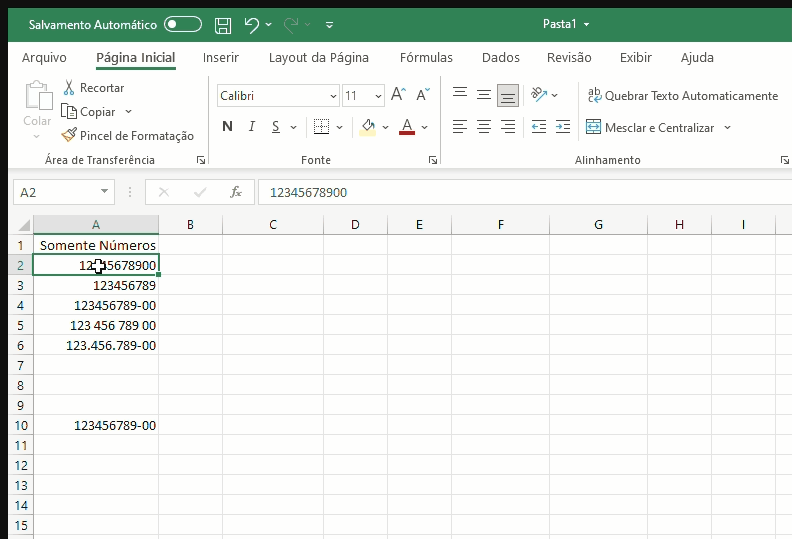 Salvamento Automático
Pasta1
Arquivo Página Inicial Inserir Layout da Página Fórmulas Dados Revisão Exibir Ajuda
Colar
Recortar
Copiar
Pincel de Formatação
Área de Transferência
Calibri 11 A A
N I S A
Fonte
ab
c
Quebrar Texto Automaticamente
Mesclar e Centralizar
Alinhamento
A2 fx 12345678900
A B C D E F G H I
1 Somente Números
2 12345678900
3 123456789
4 123456789-00
5 123 456 789 00
6 123.456.789-00
7
8
9
10 123456789-00
11
12
13
14
15